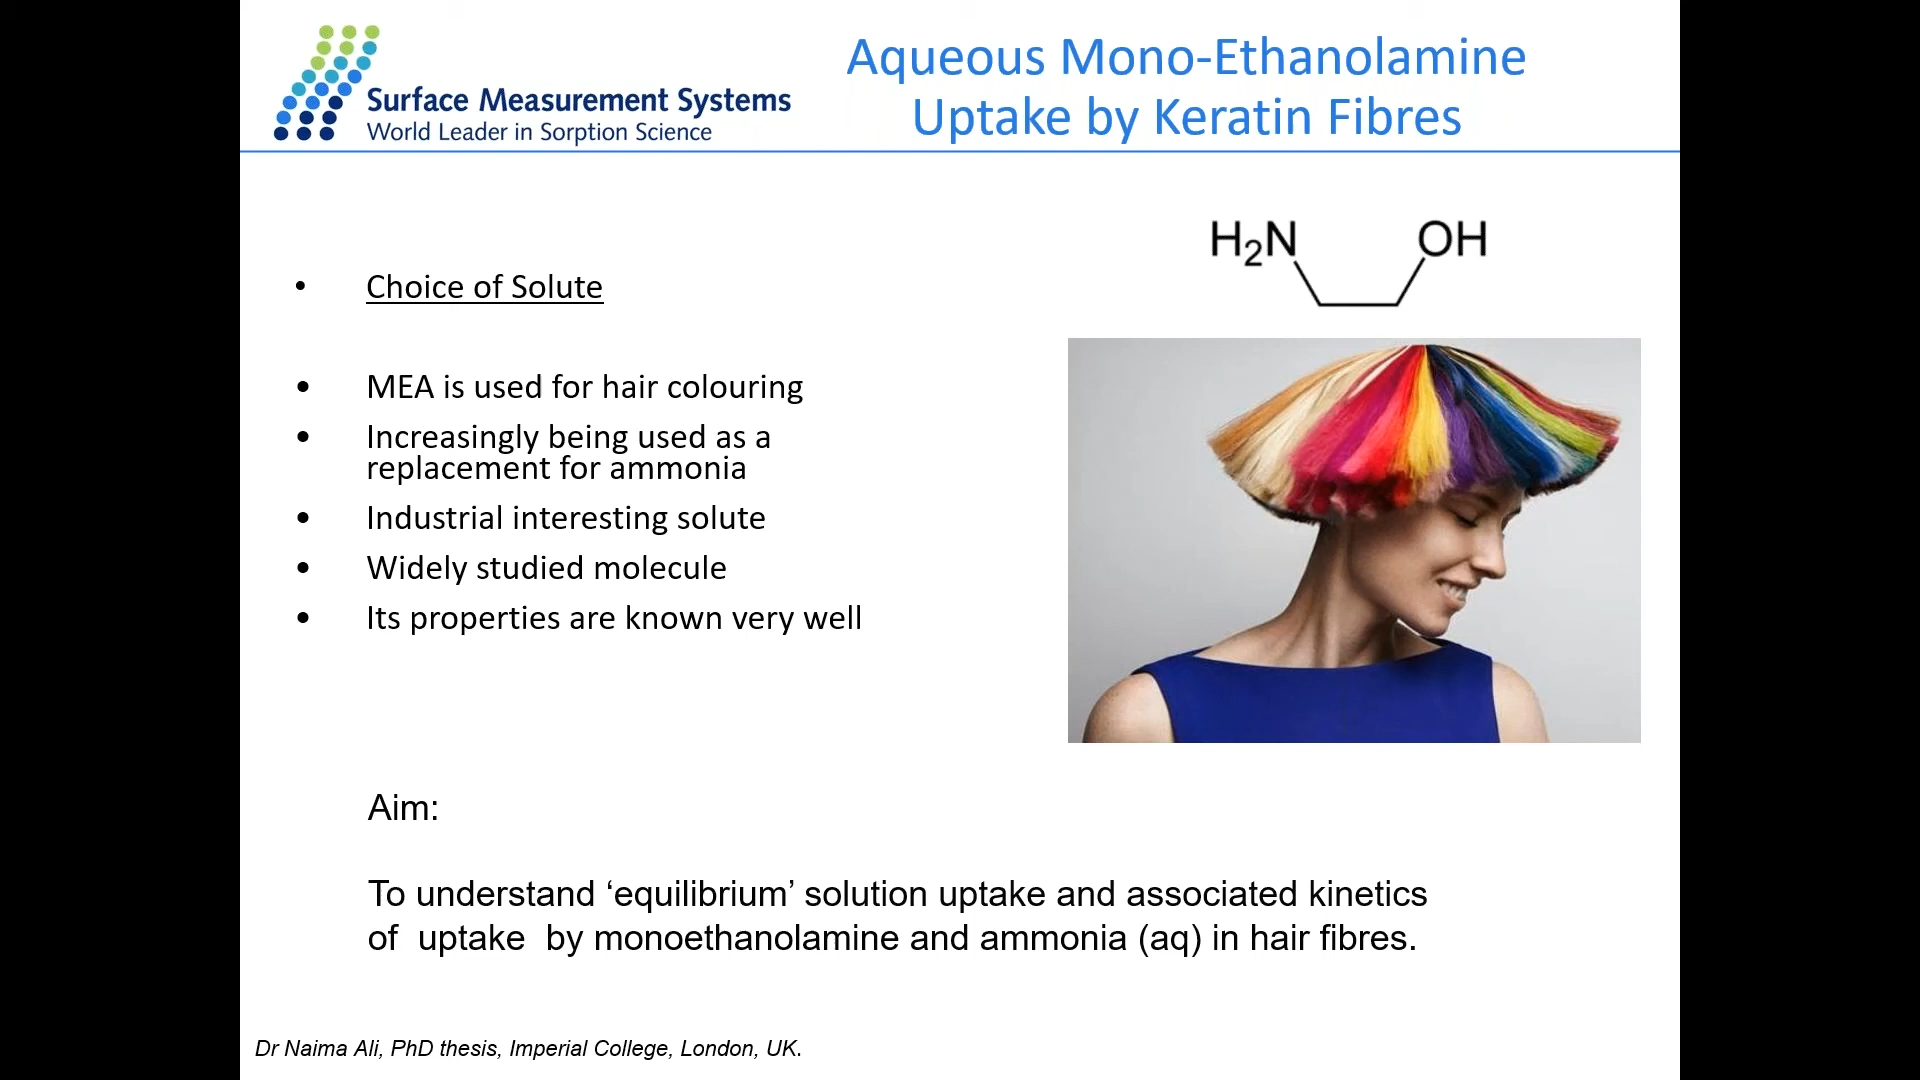 Surface Measurement Systems
World Leader in Sorption Science
Aqueous Mono-Ethanolamine
Uptake by Keratin Fibres
H₂N OH
• Choice of Solute
• MEA is used for hair colouring
• Increasingly being used as a
replacement for ammonia
• Industrial interesting solute
• Widely studied molecule
• Its properties are known very well
Aim:
To understand ‘equilibrium’ solution uptake and associated kinetics
of uptake by monoethanolamine and ammonia (aq) in hair fibres.
Dr Naima Ali, PhD thesis, Imperial College, London, UK.